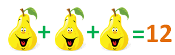 + + =12